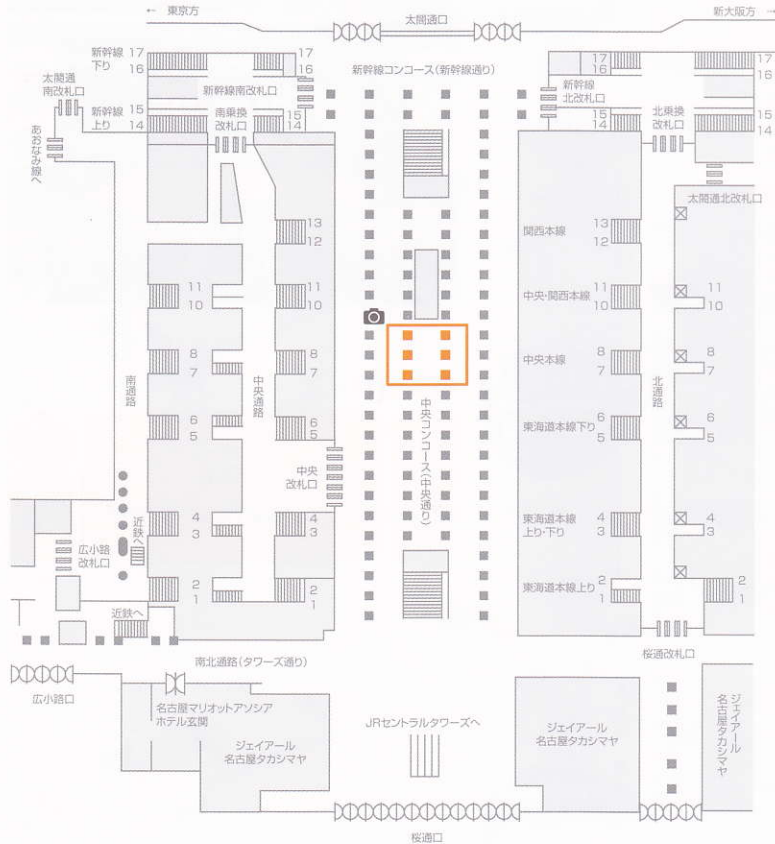 ← 東京方
太閤通口
新大阪方 →
新幹線
下り
17
16
17
16
新幹線コンコース(新幹線通り)
17
16
17
16
太閤通
南改札口
新幹線南改札口
新幹線
北改札口
新幹線
上り
15
14
南乗換
改札口
15
14
15
14
北乗換
改札口
15
14
あおなみ線へ
太閤通北改札口
13
12
関西本線
13
12
11
10
11
10
中央・関西本線
11
10
11
10
8
7
8
7
中央本線
8
7
8
7
南通路
中央通路
北通路
6
5
6
5
中央コンコース(中央通り)
東海道本線下り
6
5
6
5
中央
改札口
近鉄へ
4
3
4
3
東海道本線
上り・下り
4
3
4
3
広小路
改札口
2
1
2
1
東海道本線上り
2
1
2
1
近鉄へ
桜通改札口
南北通路(タワーズ通り)
広小路口
名古屋マリオットアソシア
ホテル玄関
JRセントラルタワーズへ
ジェイアール
名古屋タカシマヤ
ジェイアール
名古屋タカシマヤ
ジェイアール
名古屋タカシマヤ
桜通口